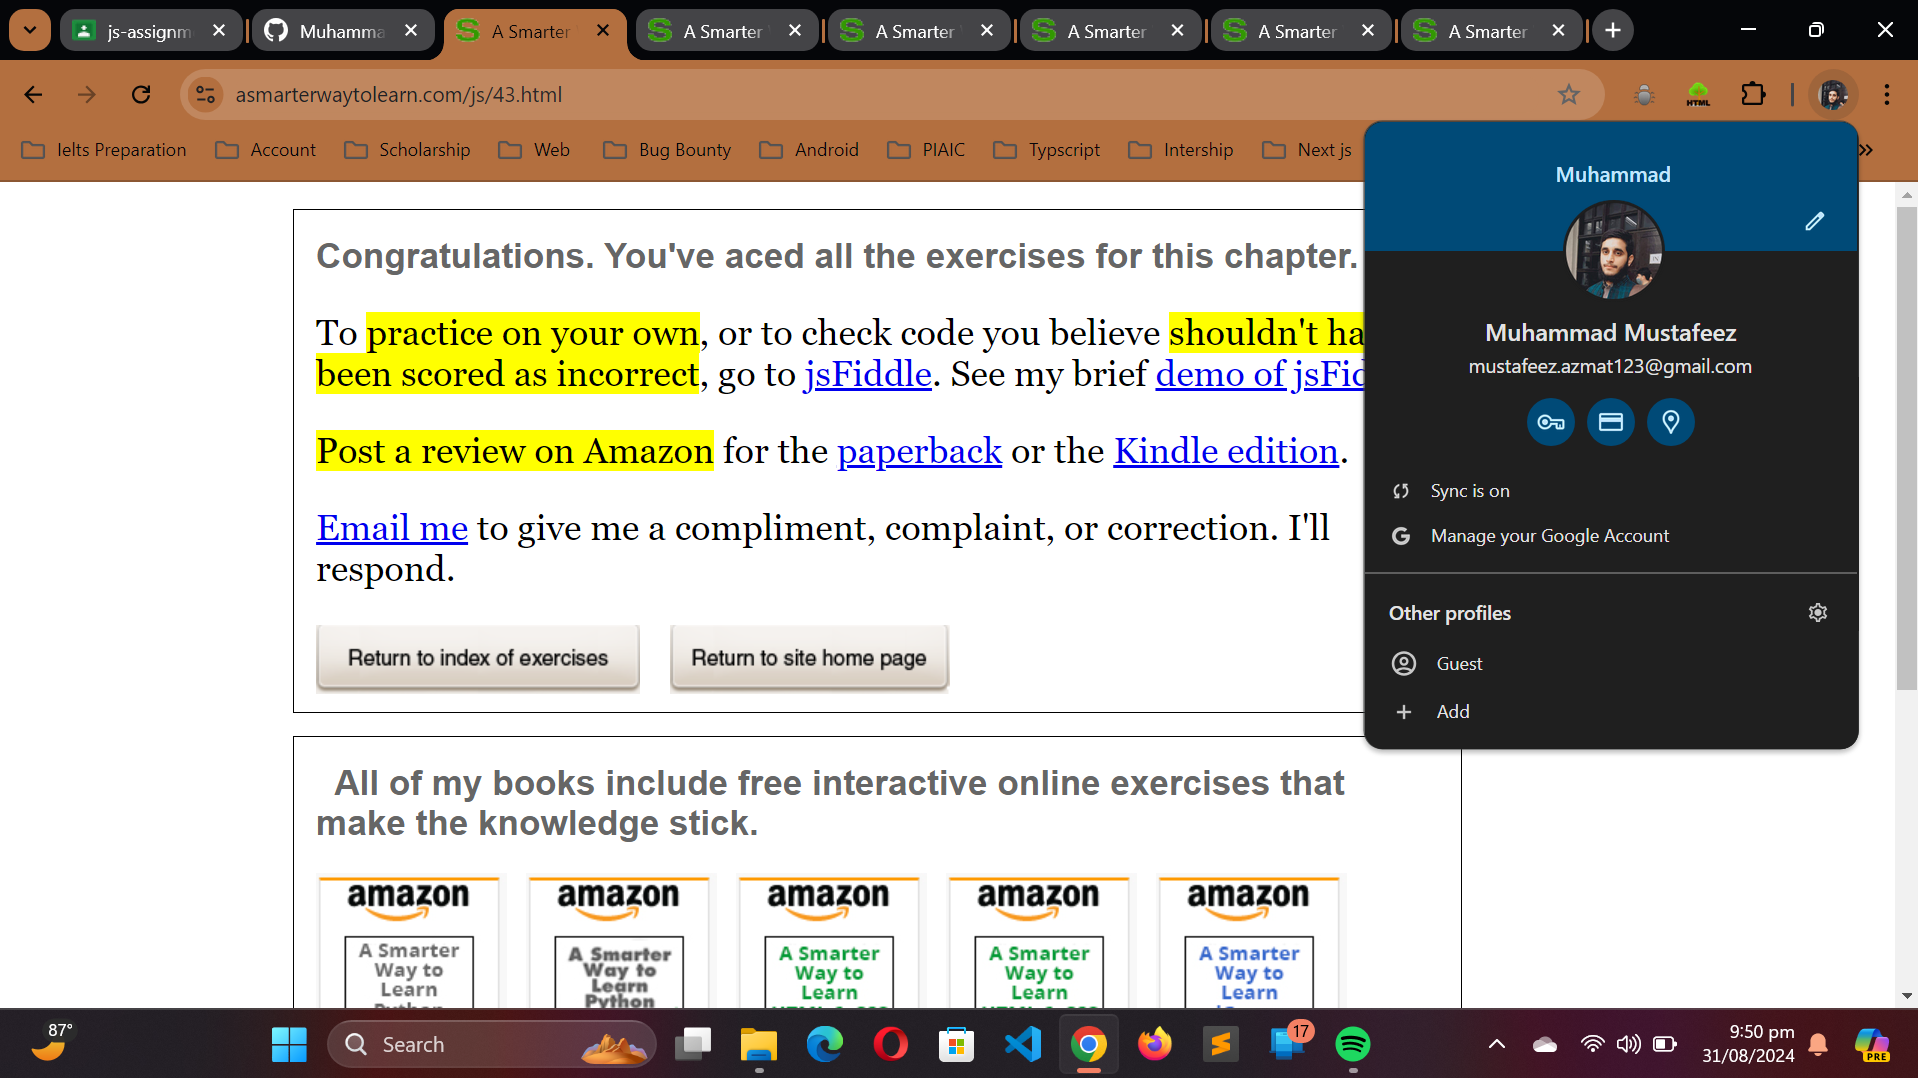 js-assignm
Muhamma
A Smarter
A Smarter
A Smarter
A Smarter
A Smarter
A Smarter
asmarterwaytolearn.com/js/43.html
HTML
Ielts Preparation
Account
Scholarship
Web
Bug Bounty
Android
PIAIC
Typscript
Intership
Next js
Congratulations. You've aced all the exercises for this chapter.
To practice on your own, or to check code you believe shouldn't ha
been scored as incorrect, go to jsFiddle. See my brief demo of jsFid
Post a review on Amazon for the paperback or the Kindle edition.
Email me to give me a compliment, complaint, or correction. I'll
respond.
Return to index of exercises
Return to site home page
Muhammad
Muhammad Mustafeez
mustafeez.azmat123@gmail.com
Sync is on
Manage your Google Account
Other profiles
Guest
Add
All of my books include free interactive online exercises that
make the knowledge stick.
amazon
A Smarter
Way to
Learn
Python
amazon
A Smarter
Way to
Learn
Python
amazon
A Smarter
Way to
Learn
amazon
A Smarter
Way to
Learn
amazon
A Smarter
Way to
Learn
87°
Search
17
9:50 pm
31/08/2024
PRE